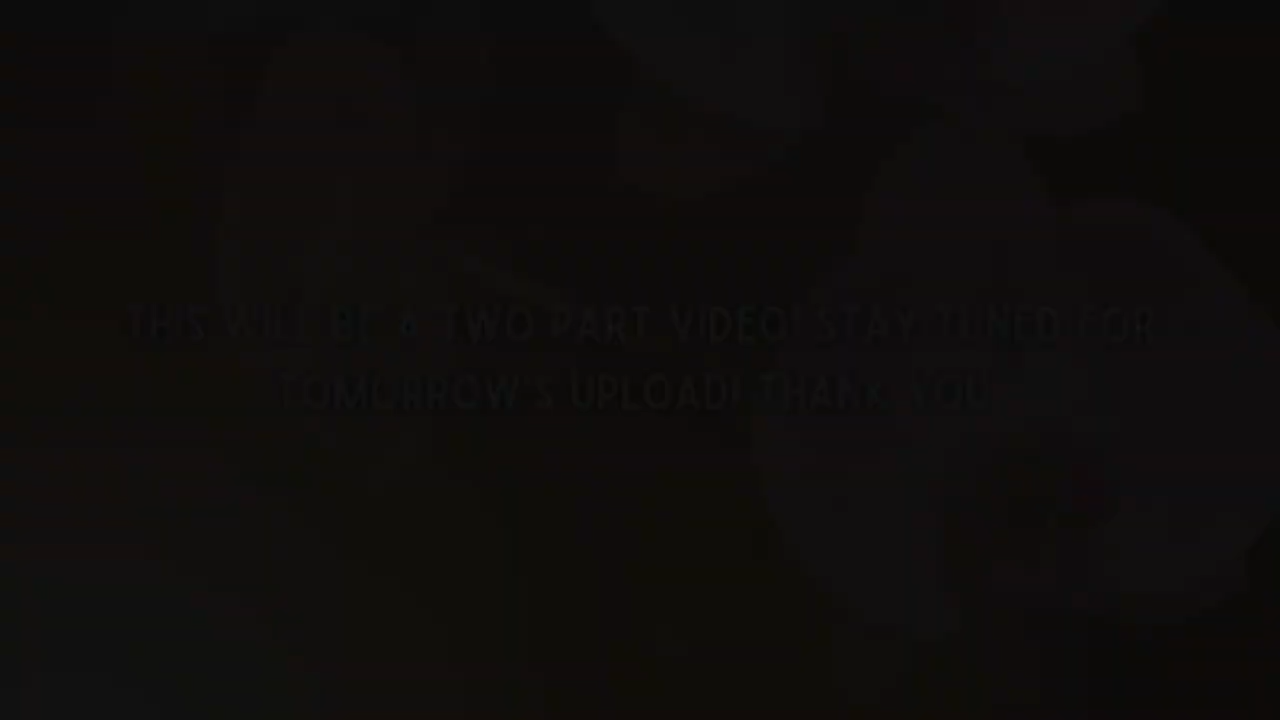 THIS WILL BE A TWO PART VIDEO! STAY TUNED FOR
TOMORROW'S UPLOAD! THANK YOU